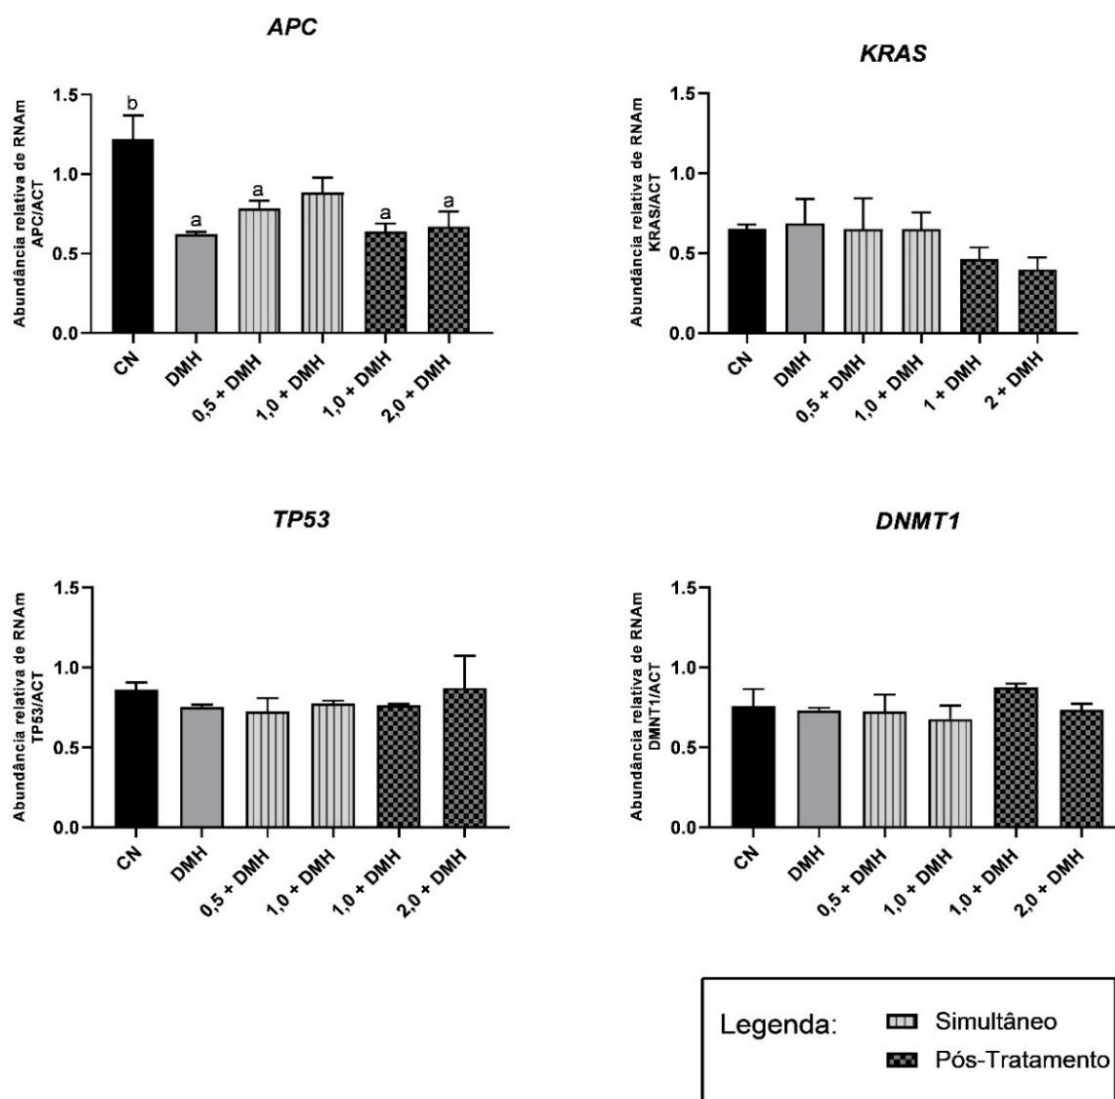 APC
Abundância relativa de RNAm
APC/ACT
1.5
1.0
0.5
0.0
b
a
a
a
a
CN
DMH
0,5 + DMH
1,0 + DMH
1,0 + DMH
2,0 + DMH
KRAS
Abundância relativa de RNAm
KRAS/ACT
1.5
1.0
0.5
0.0
CN
DMH
0,5 + DMH
1,0 + DMH
1 + DMH
2 + DMH
TP53
Abundância relativa de RNAm
TP53/ACT
1.5
1.0
0.5
0.0
CN
DMH
0,5 + DMH
1,0 + DMH
1,0 + DMH
2,0 + DMH
DNMT1
Abundância relativa de RNAm
DMNT1/ACT
1.5
1.0
0.5
0.0
CN
DMH
0,5 + DMH
1,0 + DMH
1,0 + DMH
2,0 + DMH
Legenda:
Simultâneo
Pós-Tratamento